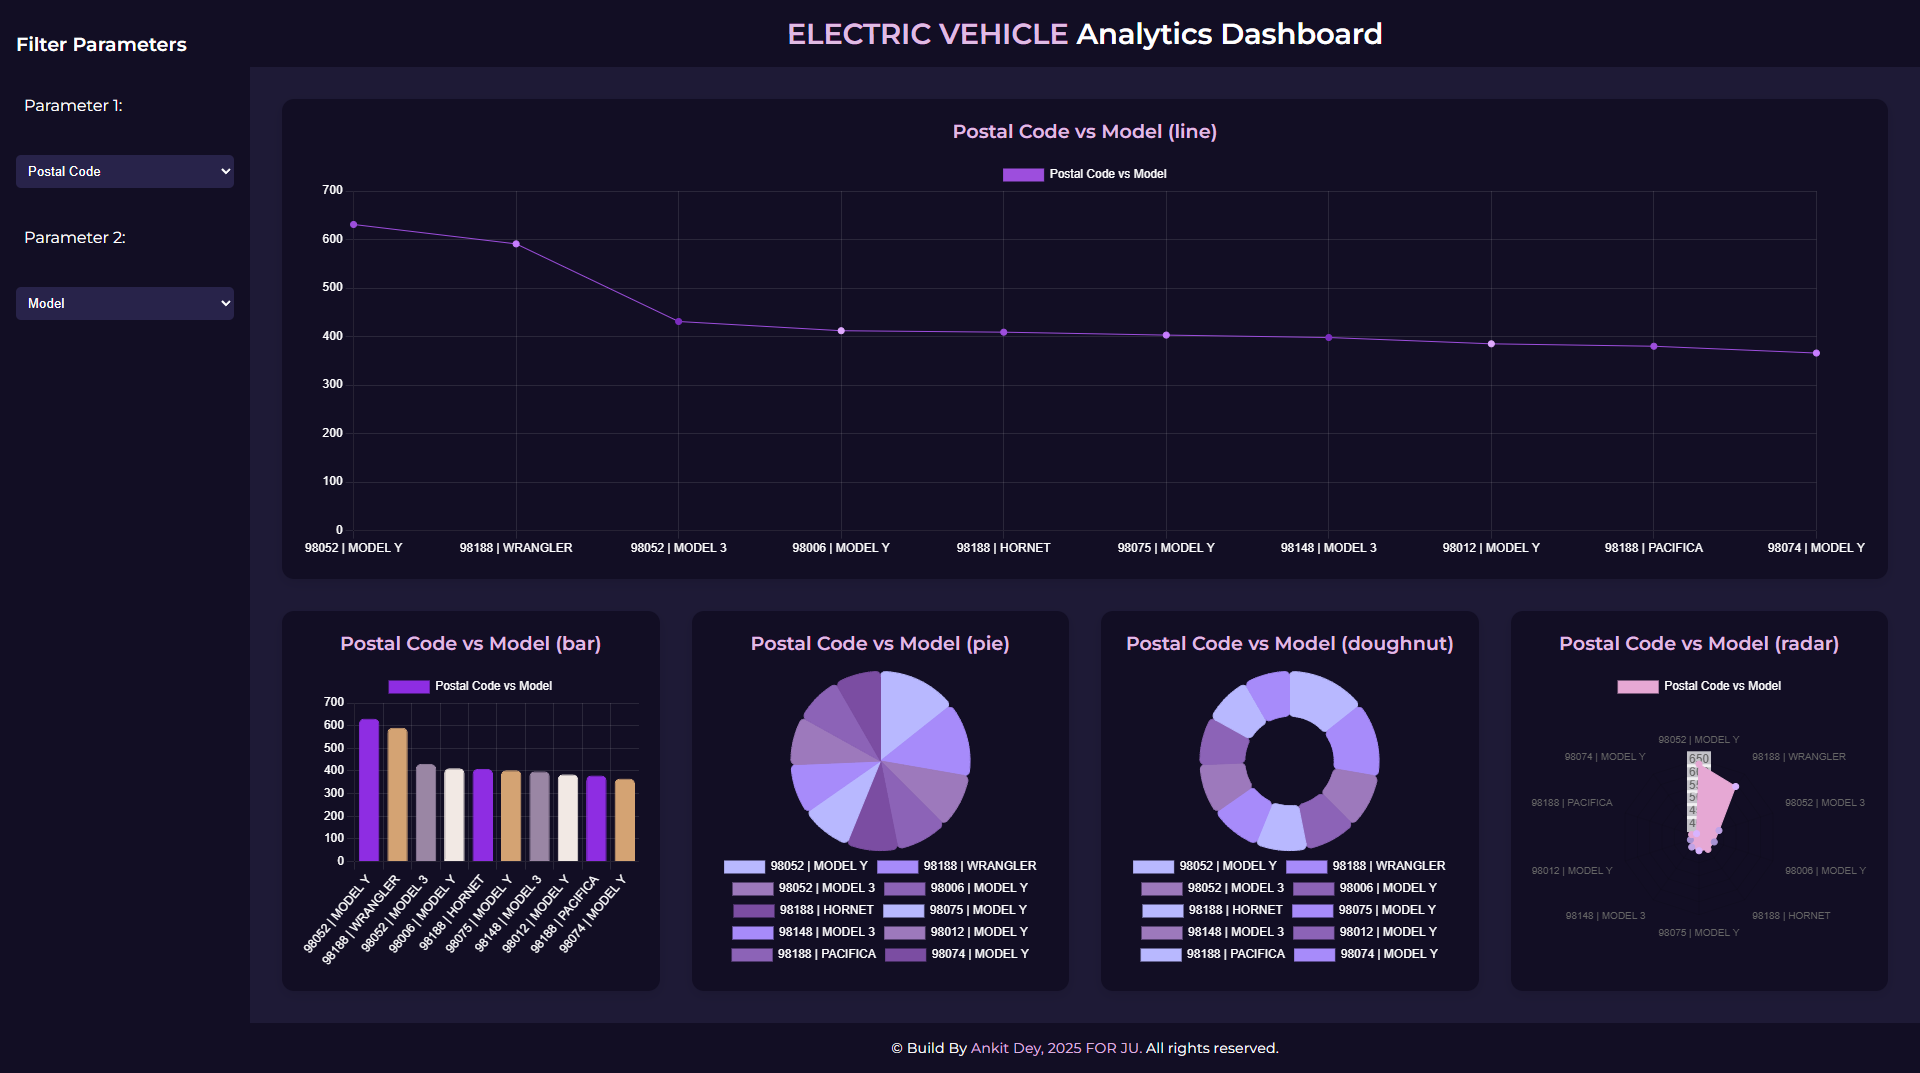 Filter Parameters
ELECTRIC VEHICLE Analytics Dashboard
Parameter 1:
Postal Code
Parameter 2:
Model
Postal Code vs Model (line)
Postal Code vs Model
700
600
500
400
300
200
100
0
98052 | MODEL Y 98188 | WRANGLER 98052 | MODEL 3 98006 | MODEL Y 98188 | HORNET 98075 | MODEL Y 98148 | MODEL 3 98012 | MODEL Y 98188 | PACIFICA 98074 | MODEL Y
Postal Code vs Model (bar)
Postal Code vs Model
700
600
500
400
300
200
100
0
98052 | MODEL Y
98188 | WRANGLER
98052 | MODEL 3
98006 | MODEL Y
98188 | HORNET
98075 | MODEL Y
98148 | MODEL 3
98012 | MODEL Y
98188 | PACIFICA
98074 | MODEL Y
Postal Code vs Model (pie)
98052 | MODEL Y 98188 | WRANGLER
98052 | MODEL 3 98006 | MODEL Y
98188 | HORNET 98075 | MODEL Y
98148 | MODEL 3 98012 | MODEL Y
98188 | PACIFICA 98074 | MODEL Y
Postal Code vs Model (doughnut)
98052 | MODEL Y 98188 | WRANGLER
98052 | MODEL 3 98006 | MODEL Y
98188 | HORNET 98075 | MODEL Y
98148 | MODEL 3 98012 | MODEL Y
98188 | PACIFICA 98074 | MODEL Y
Postal Code vs Model (radar)
Postal Code vs Model
98052 | MODEL Y
98074 | MODEL Y 98188 | WRANGLER
650
98188 | PACIFICA 98052 | MODEL 3
98012 | MODEL Y 98006 | MODEL Y
98148 | MODEL 3 98188 | HORNET
98075 | MODEL Y
© Build By Ankit Dey, 2025 FOR JU. All rights reserved.